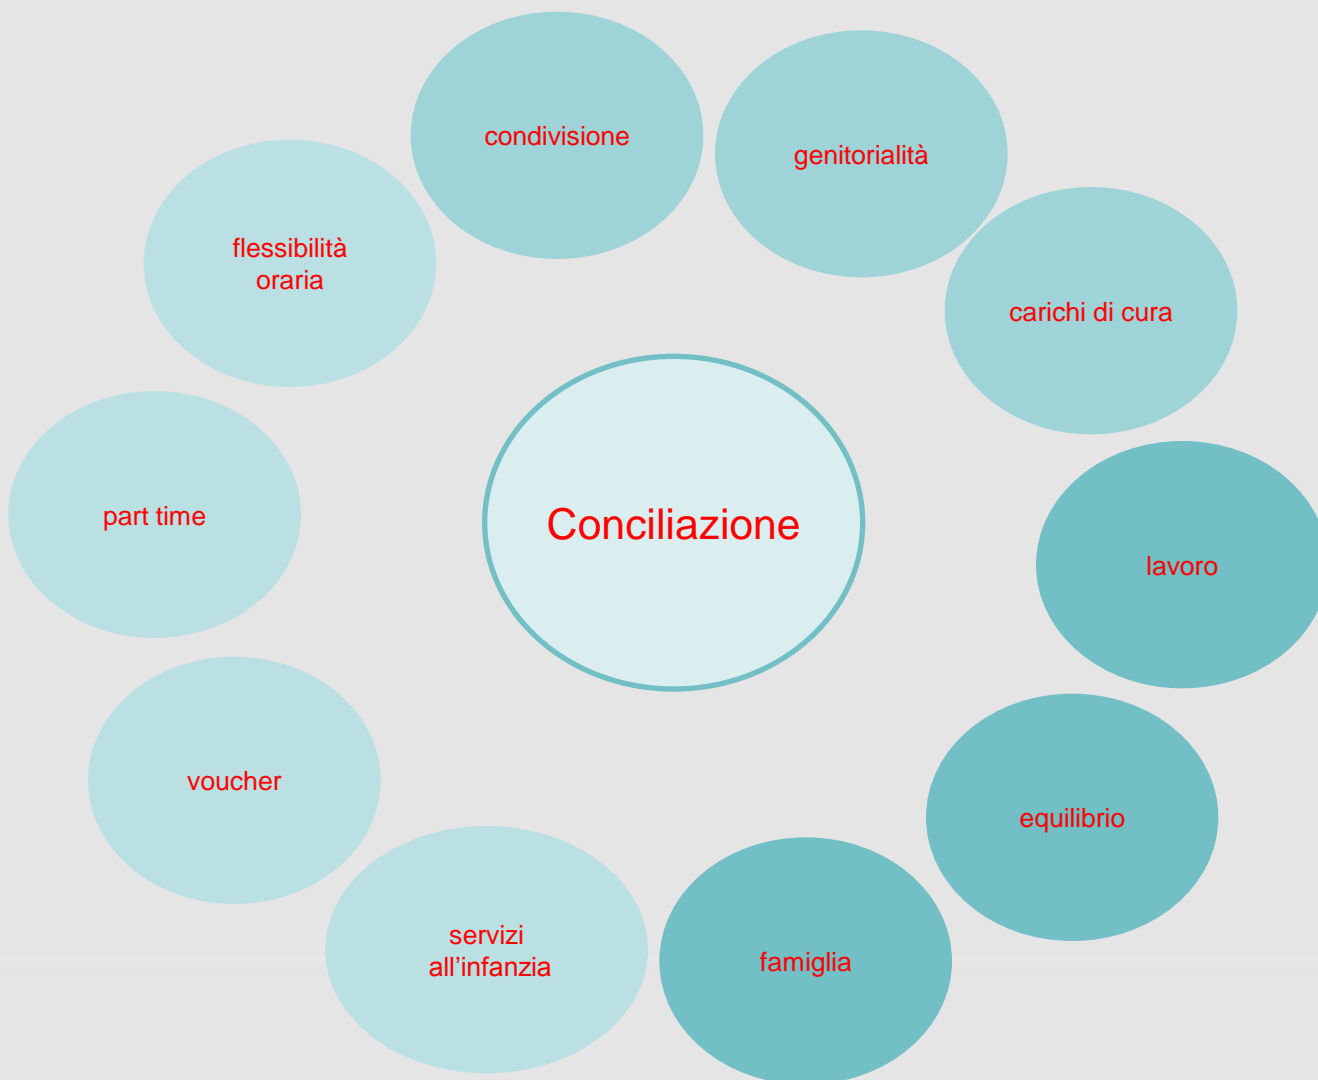 condivisione
genitorialità
flessibilità
oraria
carichi di cura
part time
Conciliazione
lavoro
voucher
equilibrio
servizi
all’infanzia
famiglia